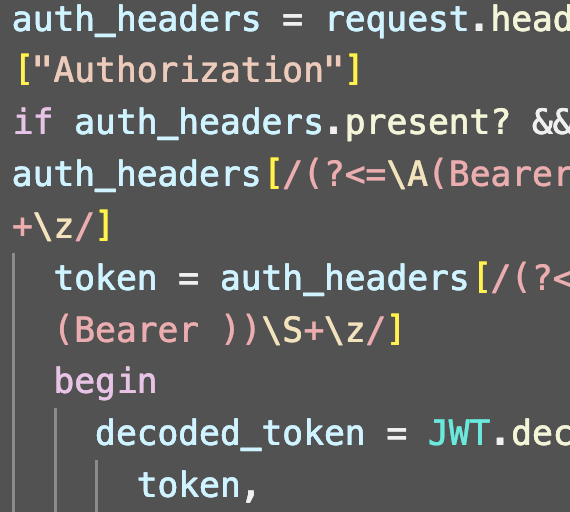 auth_headers = request.head
["Authorization"]
if auth_headers.present? &&
auth_headers[/(?<=\A(Bearer
+\z/]
token = auth_headers[/(?<
(Bearer ))\S+\z/]
begin
decoded_token = JWT.dec
token,